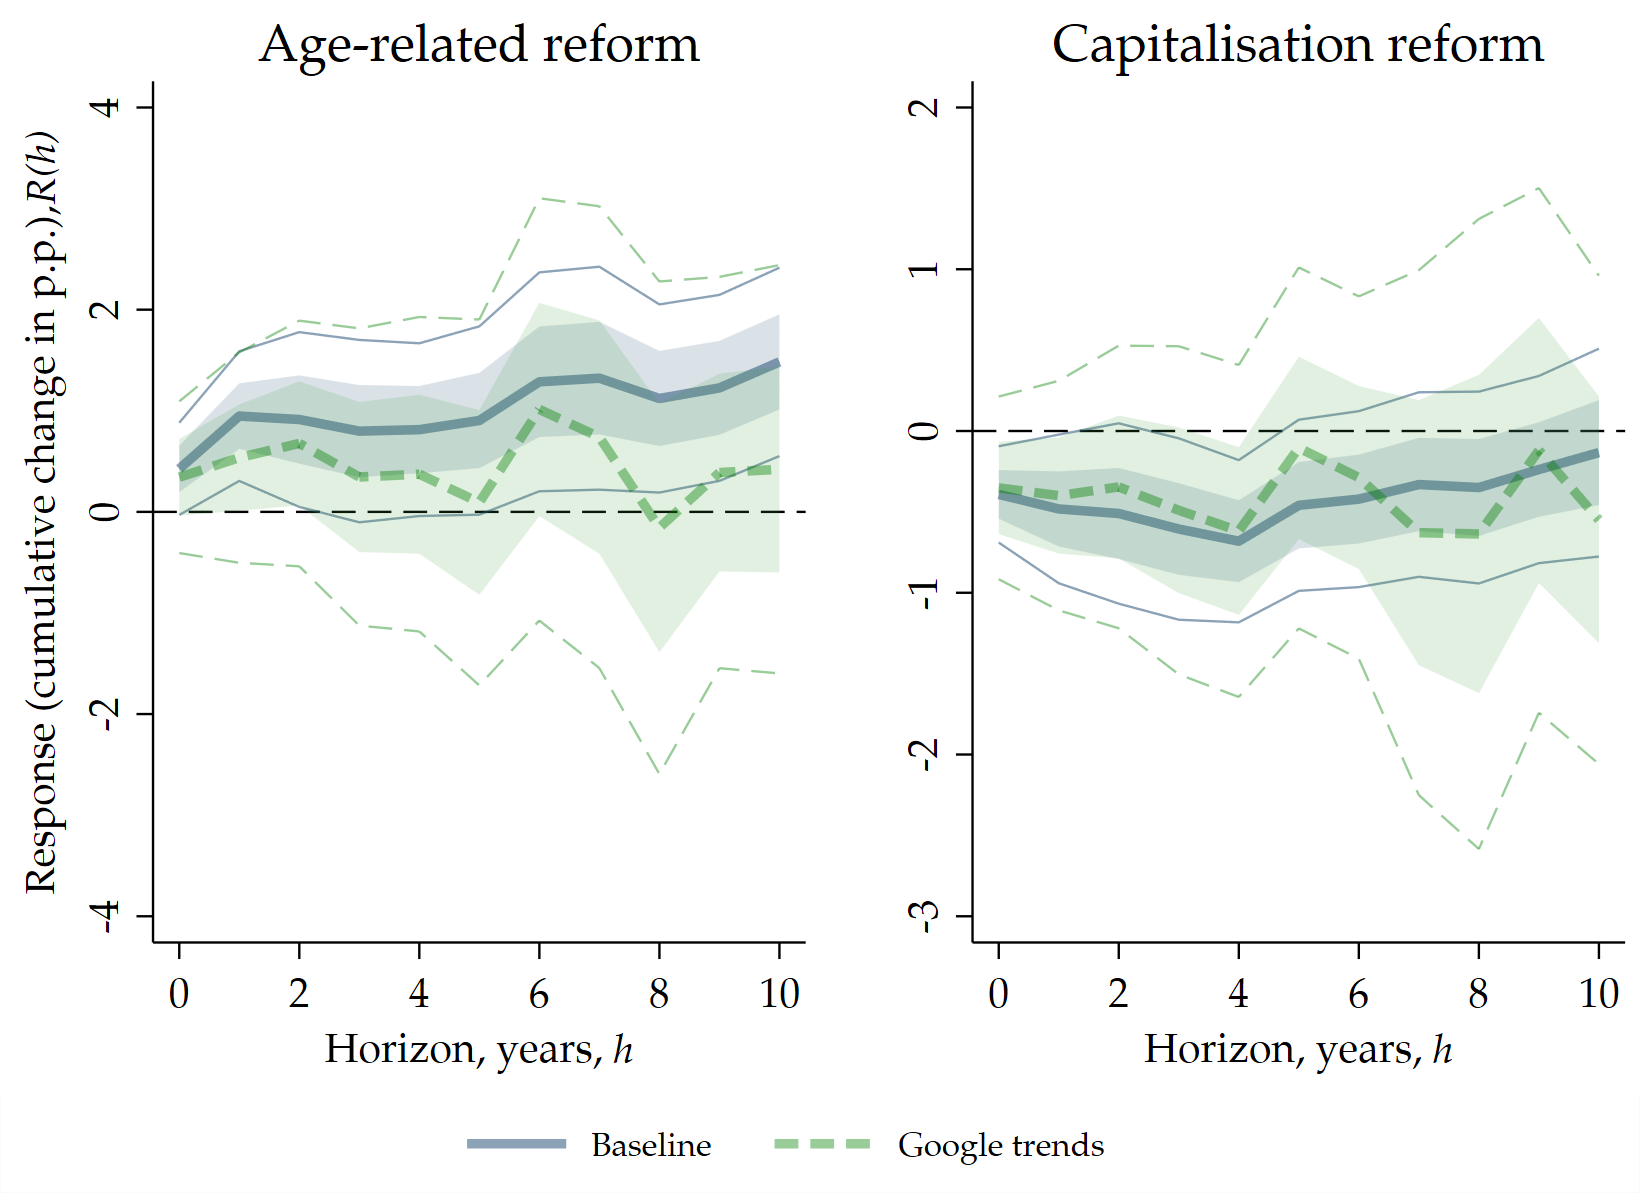 Age-related reform
Capitalisation reform
Response (cumulative change in p.p.),R(h)
4
2
0
-2
-4
0 2 4 6 8 10
Horizon, years, h
2
1
0
-1
-2
-3
0 2 4 6 8 10
Horizon, years, h
Baseline
Google trends